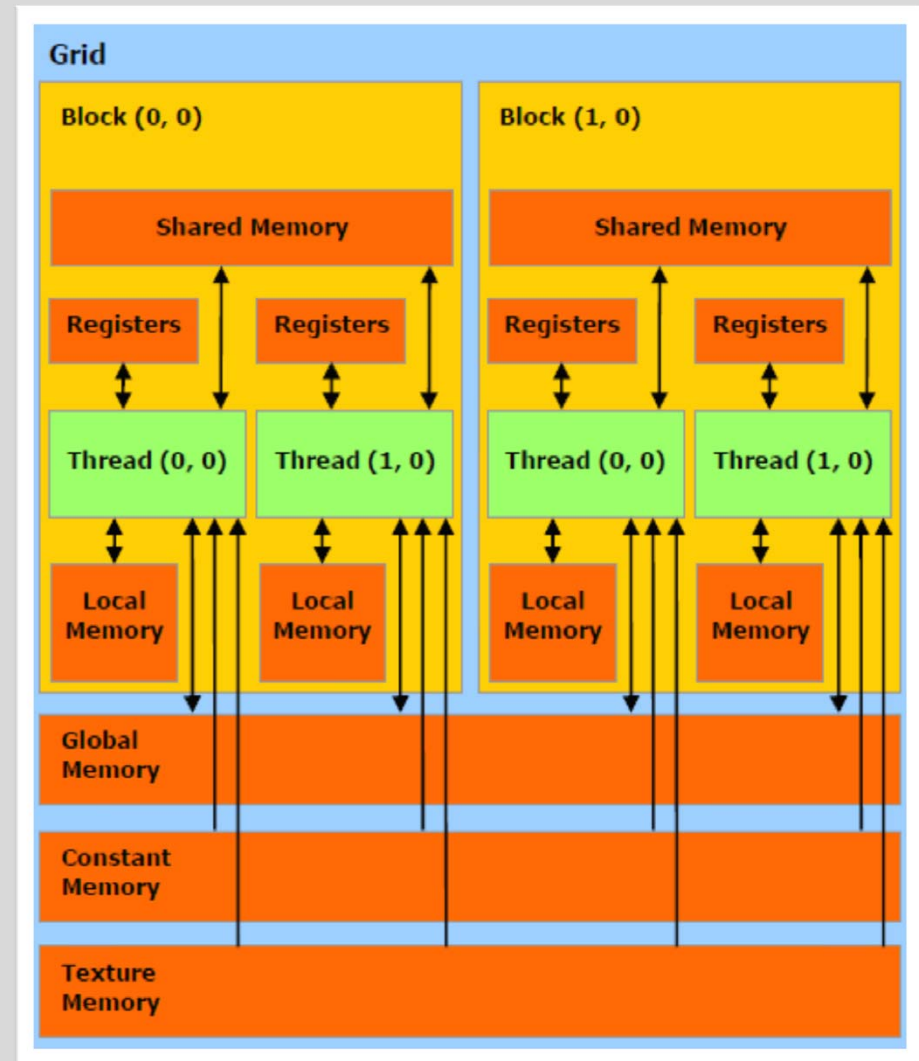 Grid
Block (0, 0)
Block (1, 0)
Shared Memory
Shared Memory
Registers
Registers
Registers
Registers
Thread (0, 0)
Thread (1, 0)
Thread (0, 0)
Thread (1, 0)
Local
Memory
Local
Memory
Local
Memory
Local
Memory
Global
Memory
Constant
Memory
Texture
Memory